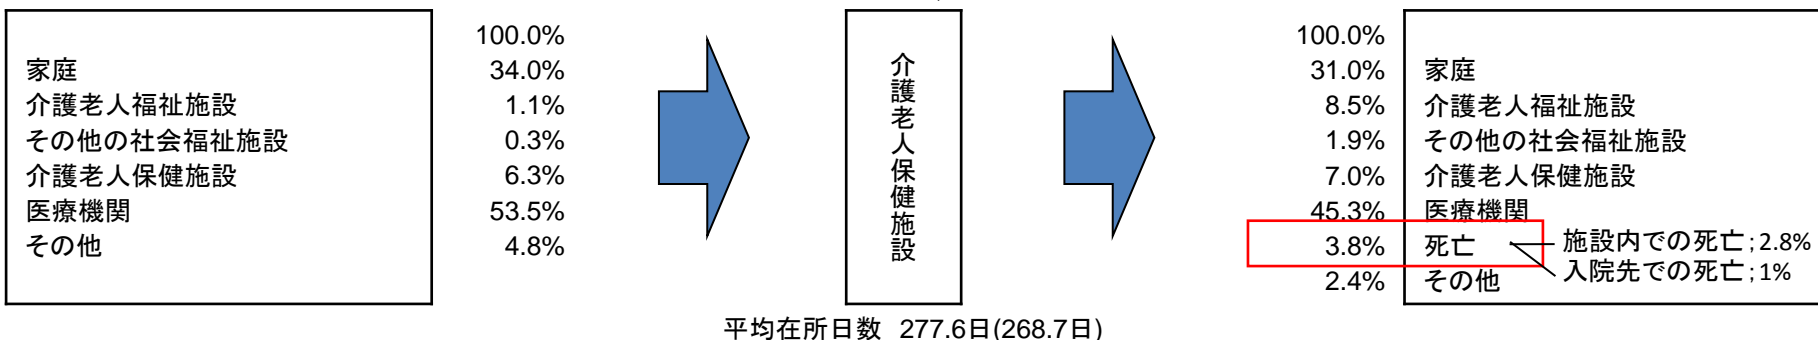 100.0%
家庭 34.0%
介護老人福祉施設 1.1%
その他の社会福祉施設 0.3%
介護老人保健施設 6.3%
医療機関 53.5%
その他 4.8%
介護老人保健施設
100.0%
31.0% 家庭
8.5% 介護老人福祉施設
1.9% その他の社会福祉施設
7.0% 介護老人保健施設
45.3% 医療機関
3.8% 死亡
施設内での死亡;2.8%
入院先での死亡;1%
2.4% その他
平均在所日数 277.6日(268.7日)